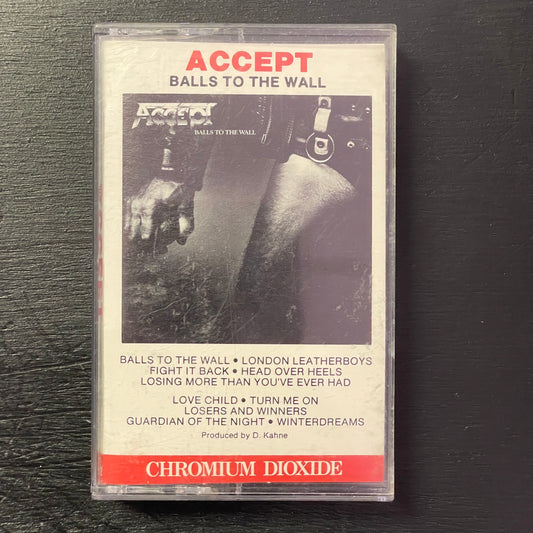 ACCEPT
BALLS TO THE WALL
ACCEPT
BALLS TO THE WALL
BALLS TO THE WALL • LONDON LEATHERBOYS
FIGHT IT BACK • HEAD OVER HEELS
LOSING MORE THAN YOU'VE EVER HAD
LOVE CHILD • TURN ME ON
LOSERS AND WINNERS
GUARDIAN OF THE NIGHT • WINTERDREAMS
Produced by D. Kahne
CHROMIUM DIOXIDE